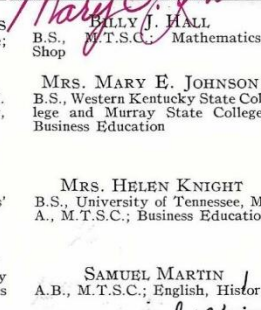 Mary
BILLY J. HALL
B.S., M.T.S.C.; Mathematics
Shop
MRS. MARY E. JOHNSON
B.S., Western Kentucky State Col-
lege and Murray State College
Business Education
MRS. HELEN KNIGHT
B.S., University of Tennessee, M
A., M.T.S.C.; Business Educatio
SAMUEL MARTIN
A.B., M.T.S.C.; English, Histor